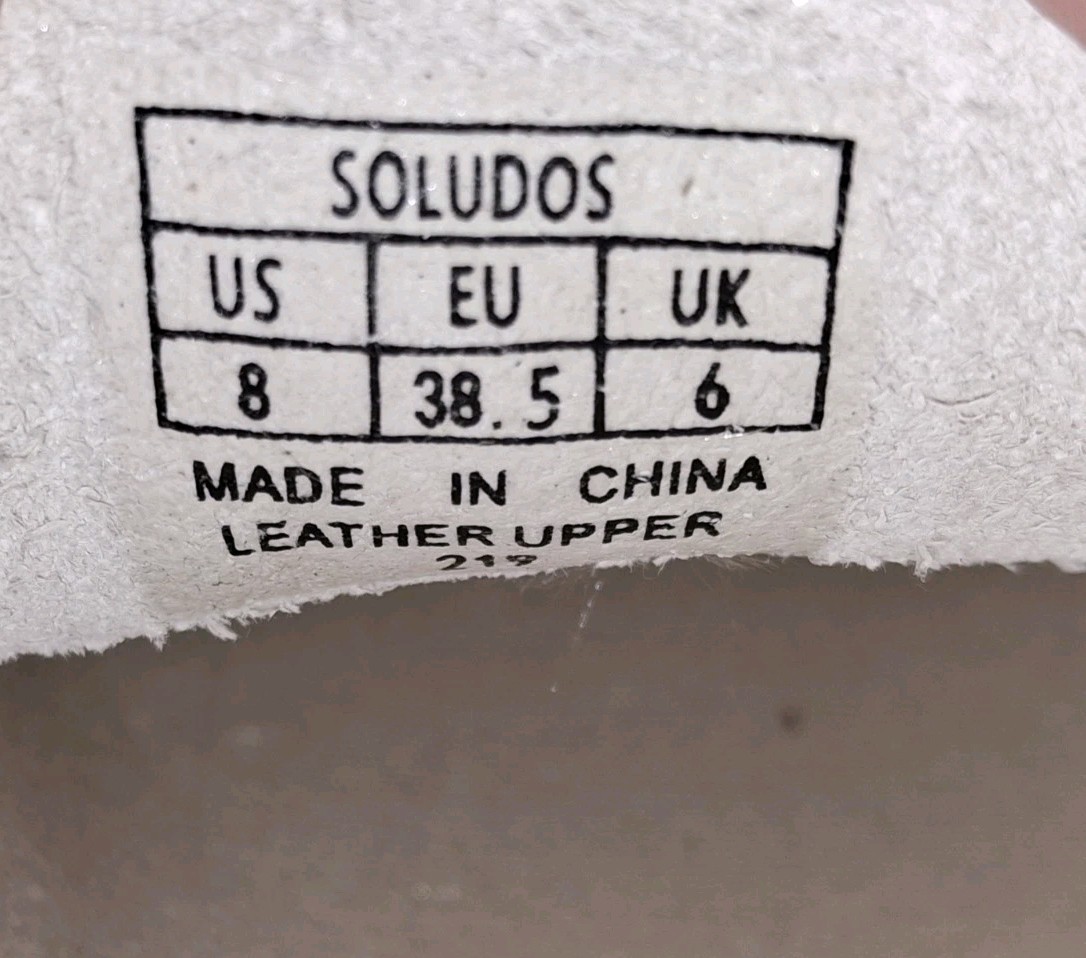 SOLUDOS
US EU UK
8 38.5 6
MADE IN CHINA
LEATHER UPPER